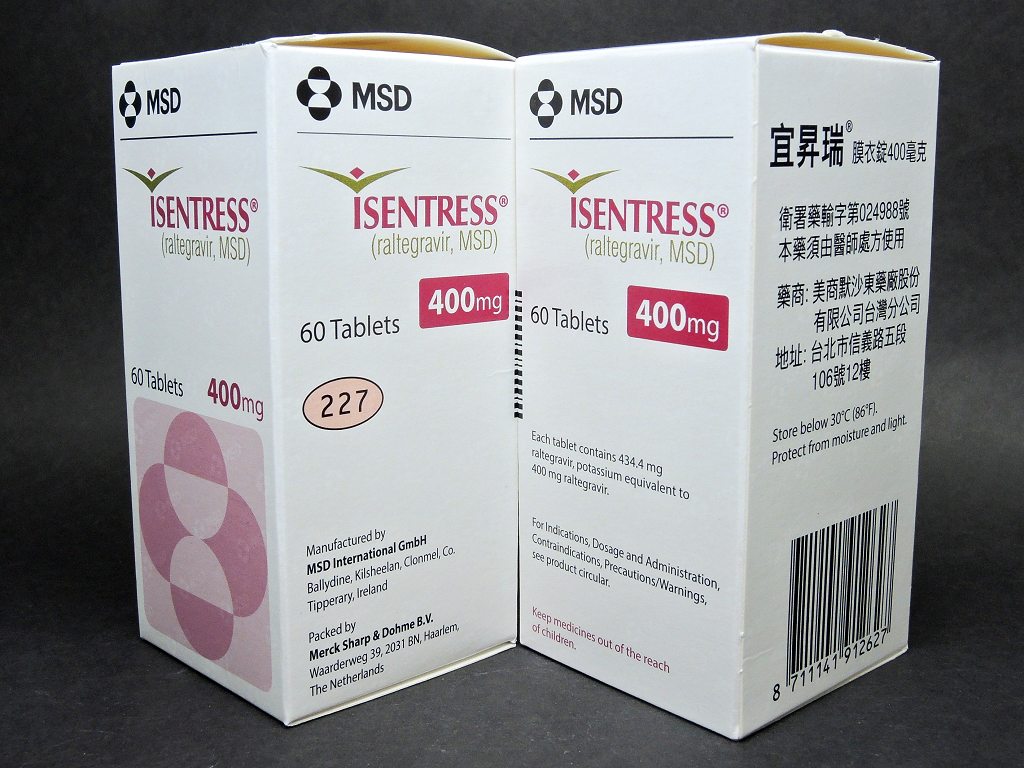 MSD
ISENTRESS®
(raltegravir, MSD)
60 Tablets 400mg
MSD
ISENTRESS®
(raltegravir, MSD)
400mg
60 Tablets
227
Manufactured by
MSD International GmbH
Ballydine, Kilsheelan, Clonmel, Co.
Tipperary, Ireland
Packed by
Merck Sharp & Dohme B.V.
Waarderweg 39, 2031 BN, Haarlem,
The Netherlands
MSD
ISENTRESS®
(raltegravir, MSD)
60 Tablets 400mg
Each tablet contains 434.4 mg
raltegravir, potassium equivalent to
400 mg raltegravir.
For Indications, Dosage and Administration,
Contraindications, Precautions/Warnings,
see product circular.
Keep medicines out of the reach
of children.
宜昇瑞® 膜衣錠400毫克
衛署藥輸字第024988號
本藥須由醫師處方使用
藥商: 美商默沙東藥廠股份
有限公司台灣分公司
地址: 台北市信義路五段
106號12樓
Store below 30°C (86°F).
Protect from moisture and light.
8 711141 912627